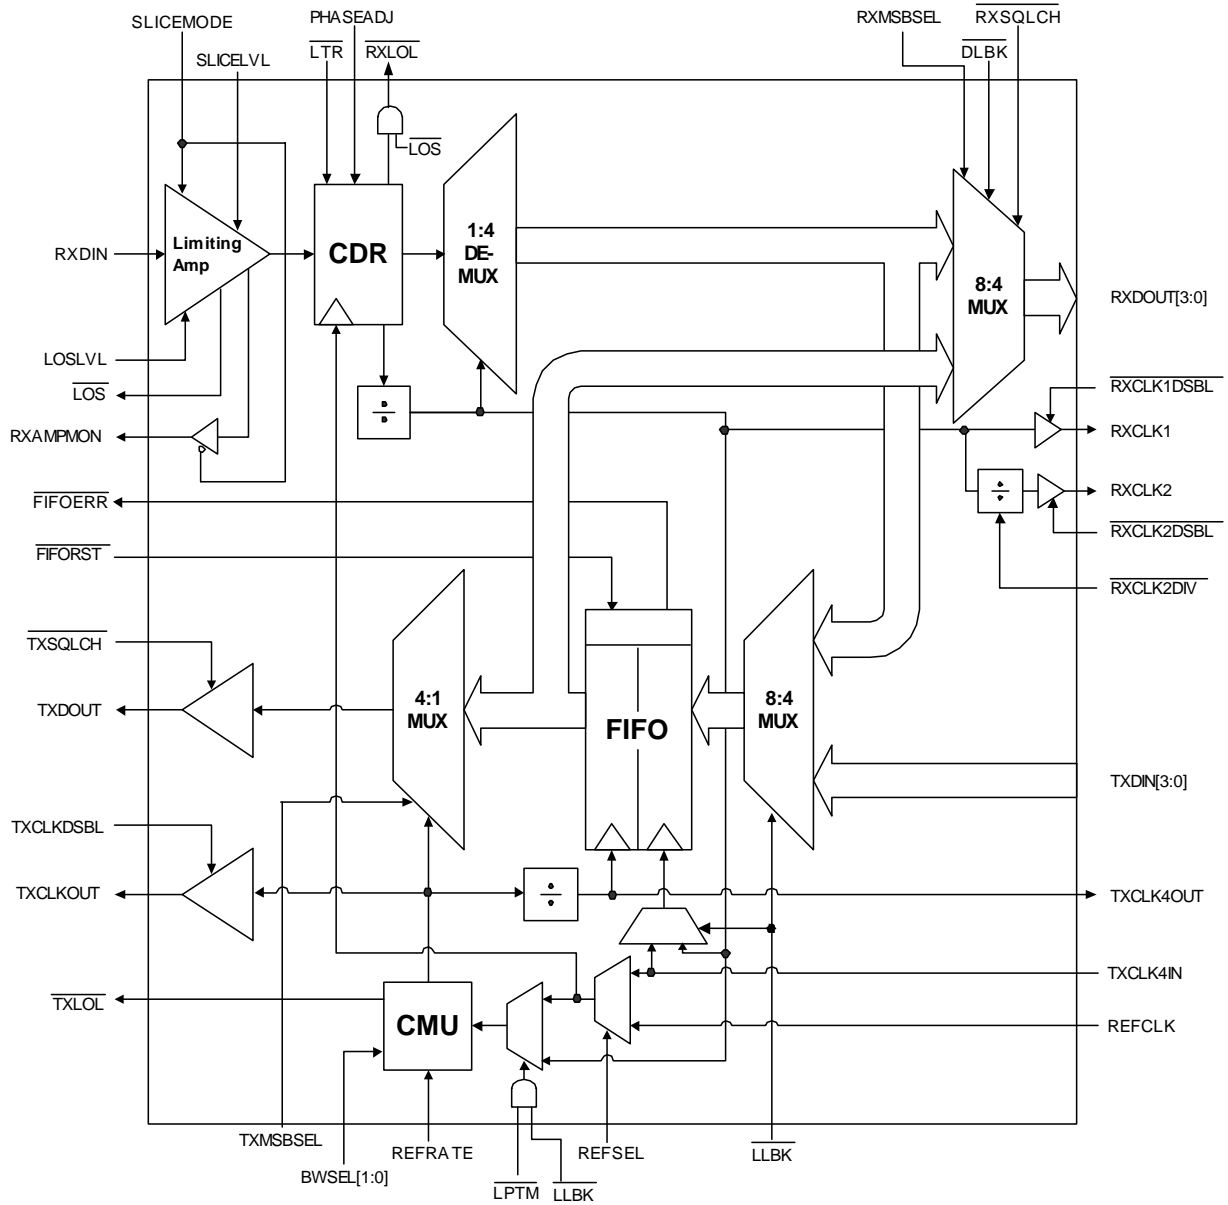 SLICEMODE
PHASEADJ
RXMSBSEL
RXSQLCH
SLICELVL
LTR
RXLOL
DLBK
LOS
Limiting
Amp
CDR
1:4
DE-
MUX
8:4
MUX
RXDIN
RXDOUT[3:0]
LOSLVL
LOS
RXAMPMON
÷
RXCLK1DSBL
RXCLK1
÷
RXCLK2
RXCLK2DSBL
RXCLK2DIV
FIFOERR
FIFORST
TXSQLCH
TXDOUT
4:1
MUX
FIFO
8:4
MUX
TXDIN[3:0]
TXCLKDSBL
TXCLKOUT
÷
TXCLK4OUT
TXCLK4IN
TXLOL
CMU
REFCLK
TXMSBSEL
BWSEL[1:0]
REFRATE
LPTM
LLBK
REFSEL
LLBK